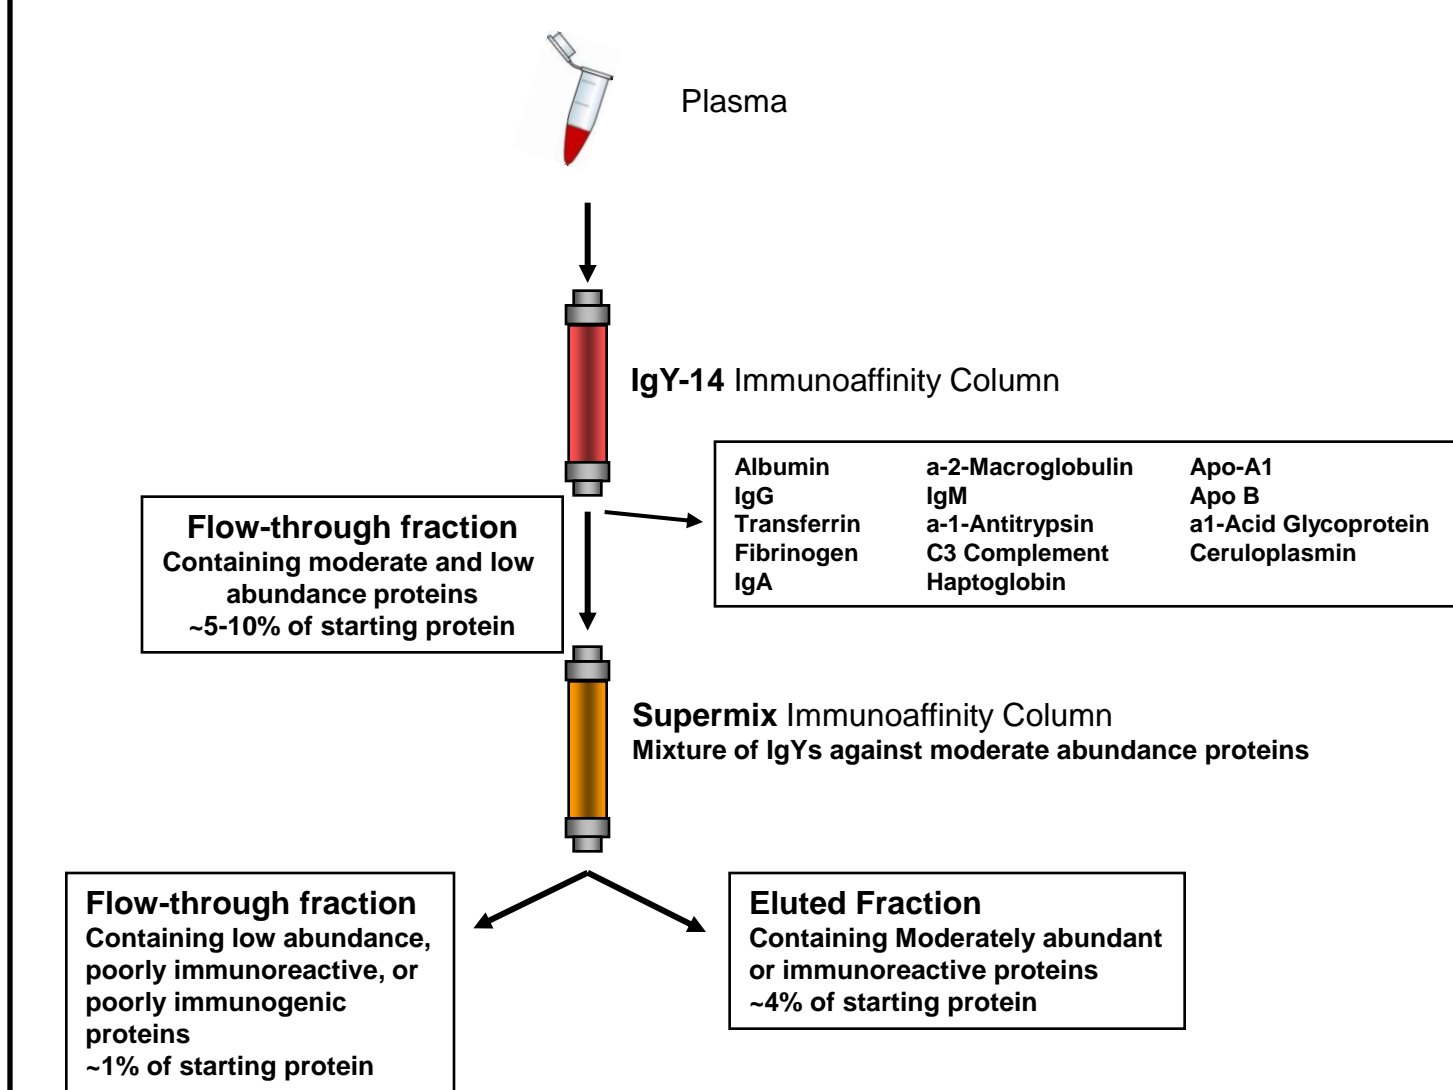 Plasma
IgY-14 Immunoaffinity Column
Albumin a-2-Macroglobulin Apo-A1
IgG IgM Apo B
Transferrin a-1-Antitrypsin a1-Acid Glycoprotein
Fibrinogen C3 Complement Ceruloplasmin
IgA Haptoglobin
Flow-through fraction
Containing moderate and low
abundance proteins
~5-10% of starting protein
Supermix Immunoaffinity Column
Mixture of IgYs against moderate abundance proteins
Flow-through fraction
Containing low abundance,
poorly immunoreactive, or
poorly immunogenic
proteins
~1% of starting protein
Eluted Fraction
Containing Moderately abundant
or immunoreactive proteins
~4% of starting protein